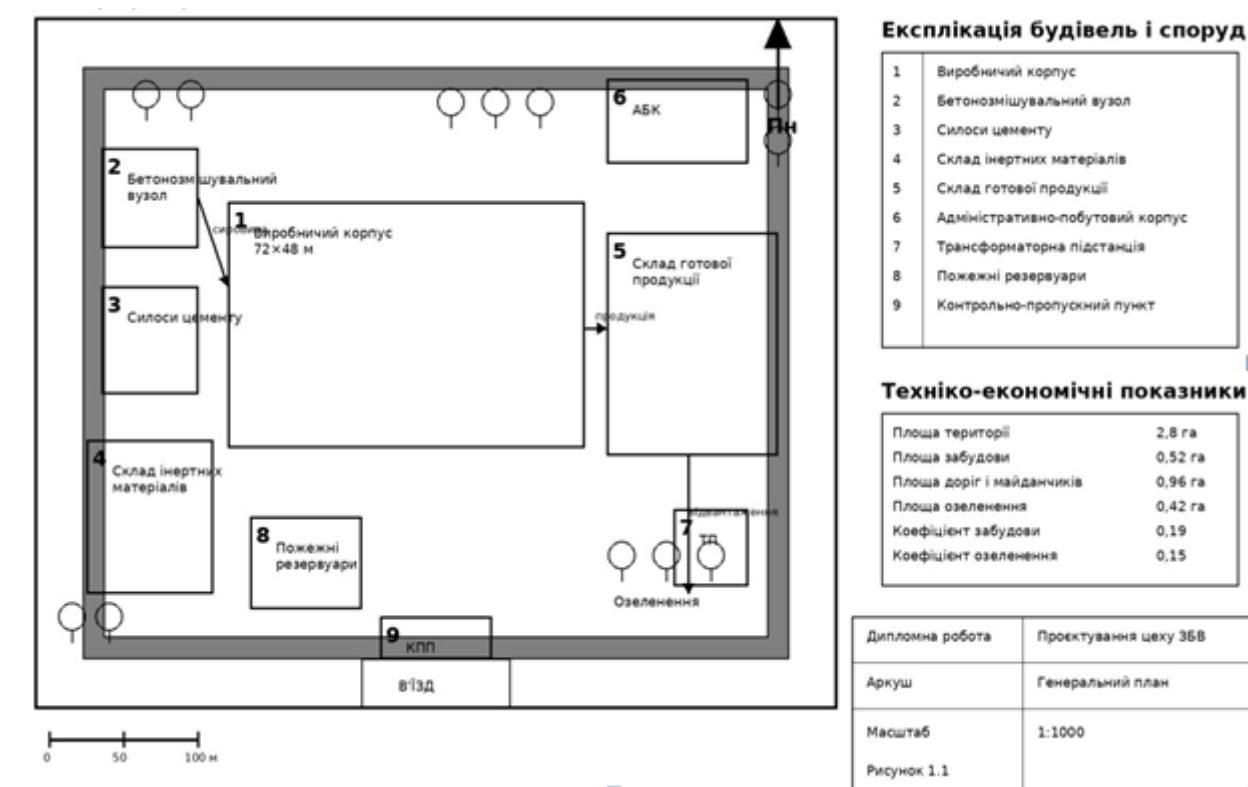 Експлікація будівель і споруд
1 Виробничий корпус
2 Бетонозмішувальний вузол
3 Силоси цементу
4 Склад інертних матеріалів
5 Склад готової продукції
6 Адміністративно-побутовий корпус
7 Трансформаторна підстанція
8 Пожежні резервуари
9 Контрольно-пропускний пункт
Техніко-економічні показники
Площа території 2,8 га
Площа забудови 0,52 га
Площа доріг і майданчиків 0,96 га
Площа озеленення 0,42 га
Коефіцієнт забудови 0,19
Коефіцієнт озеленення 0,15
Дипломна робота Проєктування цеху ЗБВ
Аркуш Генеральний план
Масштаб 1:1000
Рисунок 1.1
Пн
6
АБК
2
Бетонозмішувальний
вузол
сировина
1
Виробничий корпус
72×48 м
5
Склад готової
продукції
3
Силоси цементу
продукція
4
Склад інертних
матеріалів
8
Пожежні
резервуари
відвантаження
7
ТП
Озеленення
9
КПП
В'ЇЗД
0 50 100 м